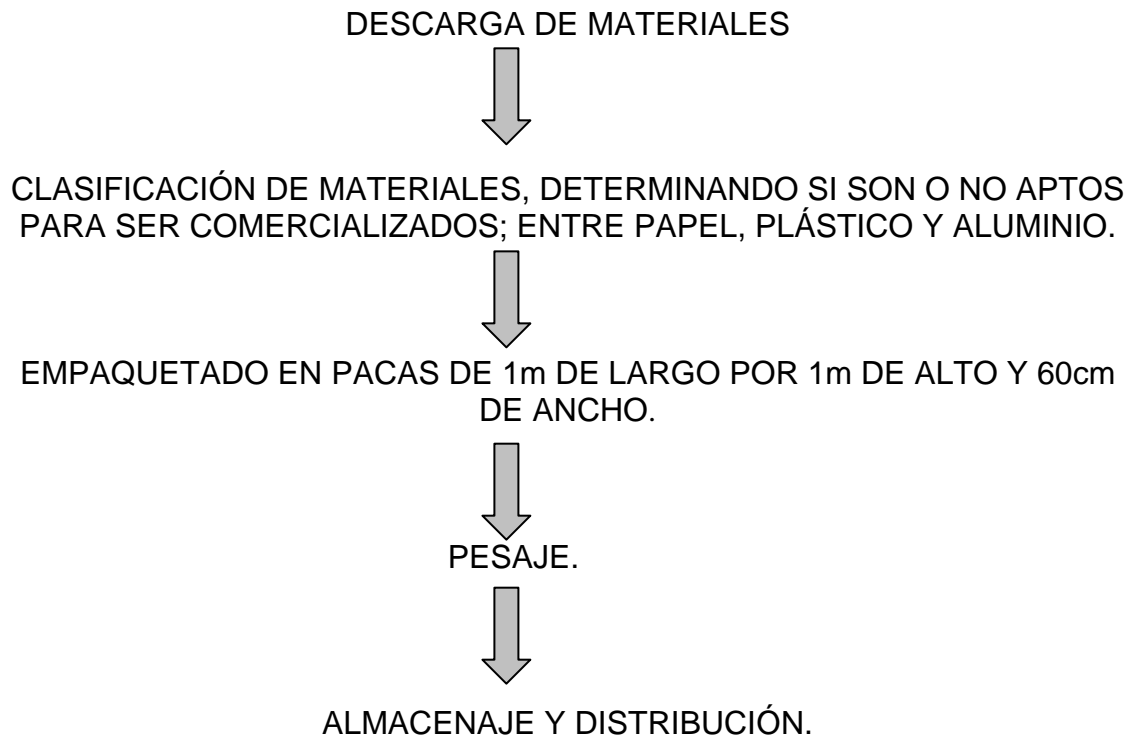 DESCARGA DE MATERIALES
CLASIFICACIÓN DE MATERIALES, DETERMINANDO SI SON O NO APTOS
PARA SER COMERCIALIZADOS; ENTRE PAPEL, PLÁSTICO Y ALUMINIO.
EMPAQUETADO EN PACAS DE 1m DE LARGO POR 1m DE ALTO Y 60cm
DE ANCHO.
PESAJE.
ALMACENAJE Y DISTRIBUCIÓN.